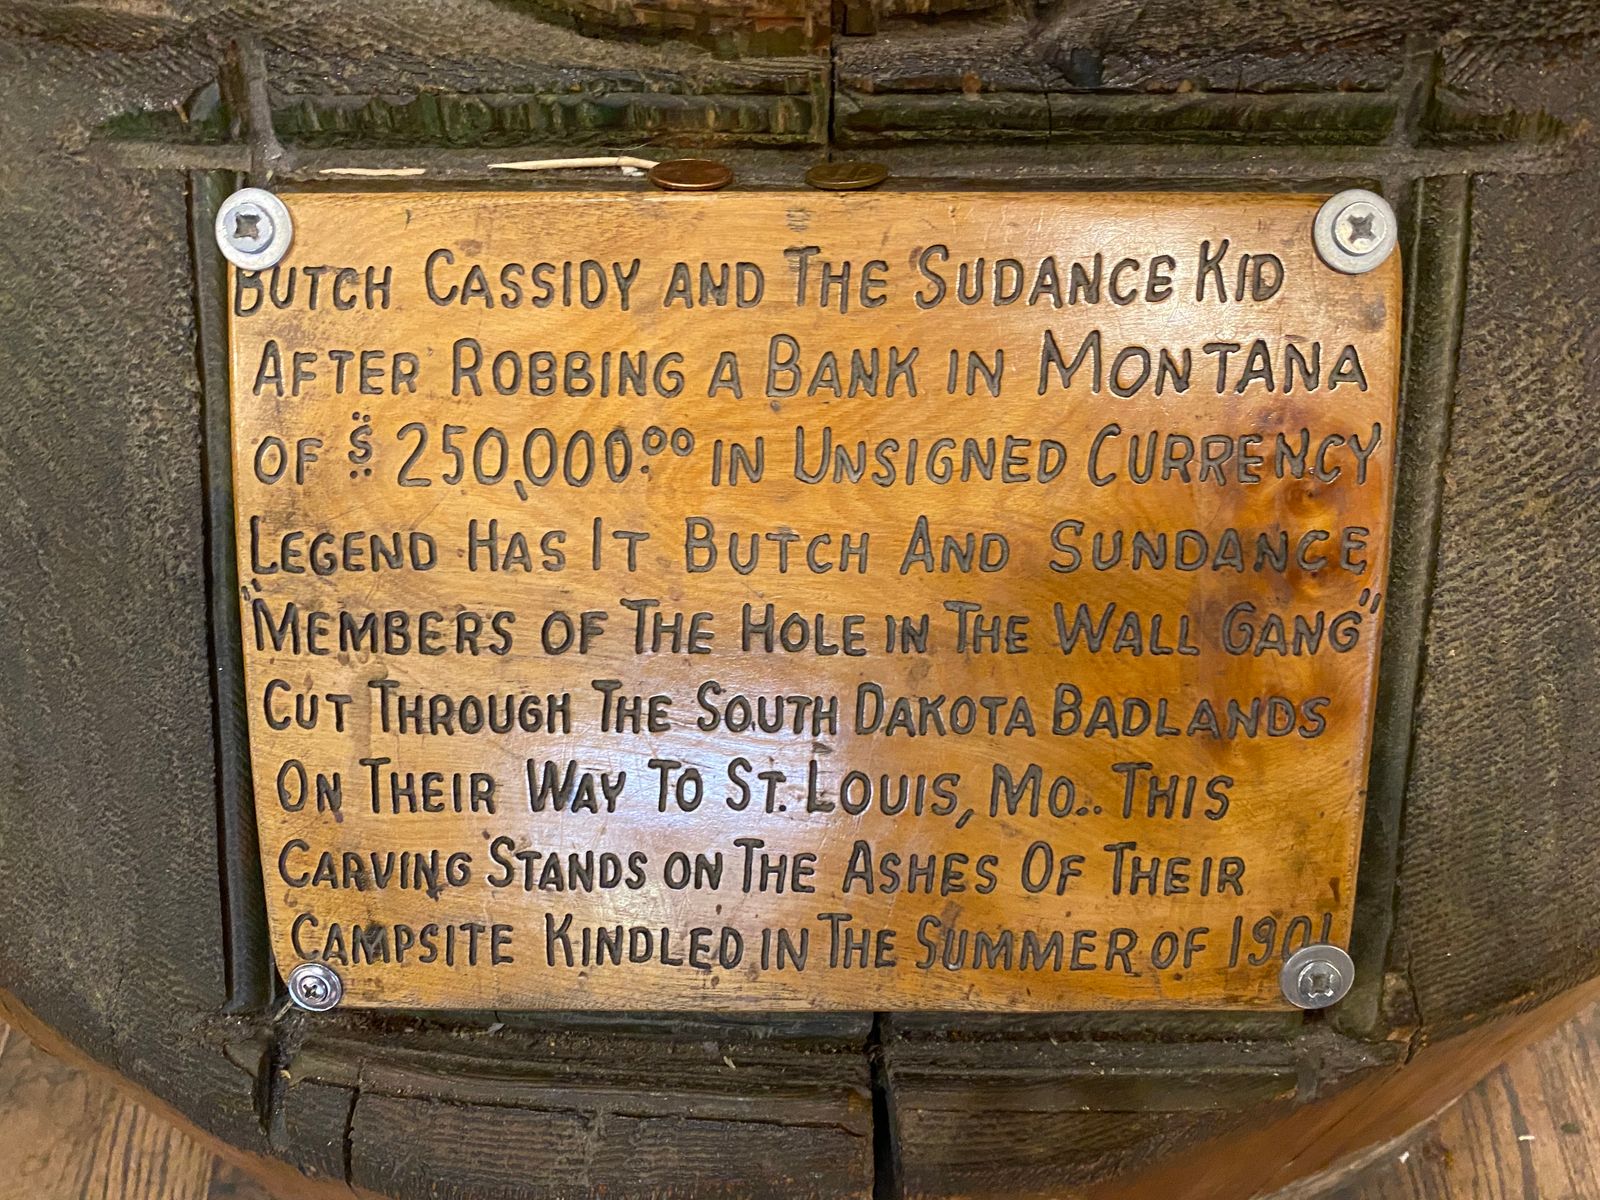 BUTCH CASSIDY AND THE SUDANCE KID
AFTER ROBBING A BANK IN MONTANA
OF $ 250,000.00 IN UNSIGNED CURRENCY
LEGEND HAS IT BUTCH AND SUNDANCE
"MEMBERS OF THE HOLE IN THE WALL GANG"
CUT THROUGH THE SOUTH DAKOTA BADLANDS
ON THEIR WAY TO ST. LOUIS, MO.. THIS
CARVING STANDS ON THE ASHES OF THEIR
CAMPSITE KINDLED IN THE SUMMER OF 1901